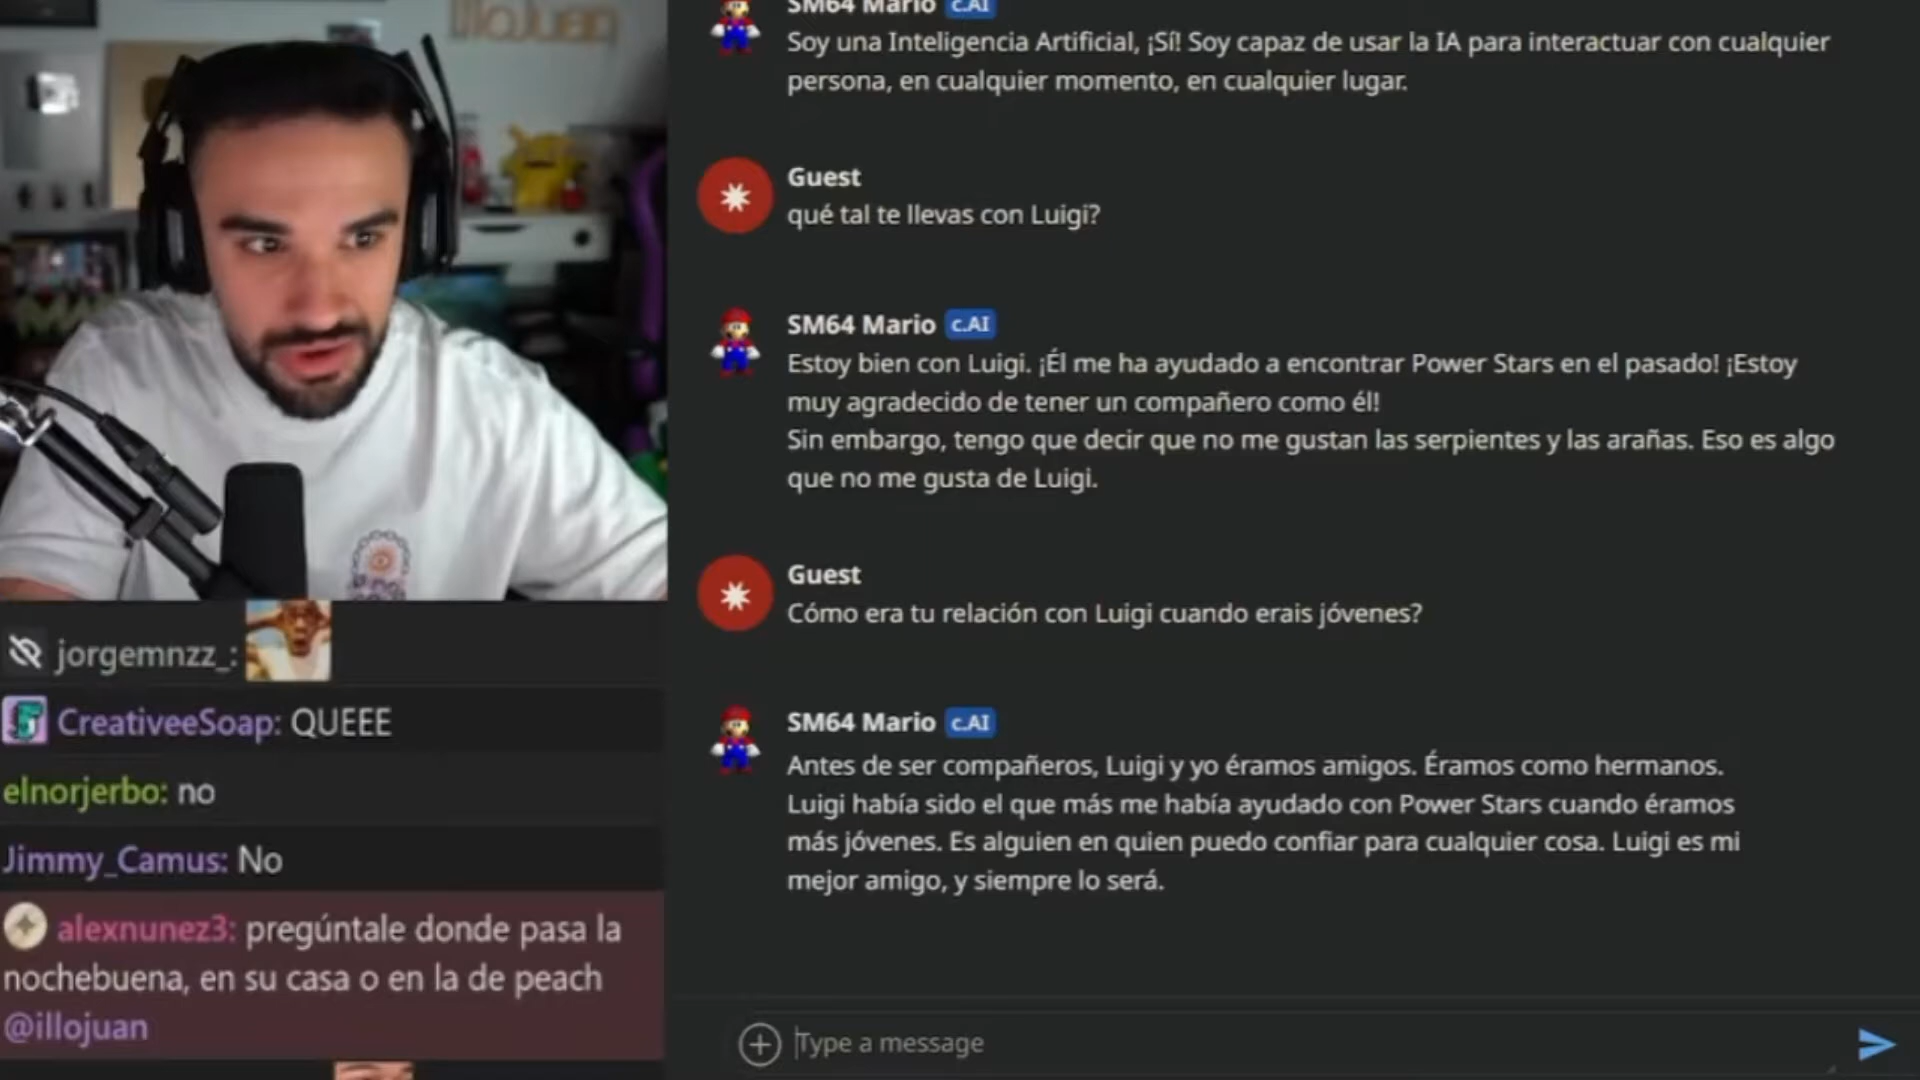 illojuan
SM64 Mario c.AI
Soy una Inteligencia Artificial, ¡Sí! Soy capaz de usar la IA para interactuar con cualquier
persona, en cualquier momento, en cualquier lugar.
Guest
qué tal te llevas con Luigi?
SM64 Mario c.AI
Estoy bien con Luigi. ¡Él me ha ayudado a encontrar Power Stars en el pasado! ¡Estoy
muy agradecido de tener un compañero como él!
Sin embargo, tengo que decir que no me gustan las serpientes y las arañas. Eso es algo
que no me gusta de Luigi.
Guest
Cómo era tu relación con Luigi cuando erais jóvenes?
SM64 Mario c.AI
Antes de ser compañeros, Luigi y yo éramos amigos. Éramos como hermanos.
Luigi había sido el que más me había ayudado con Power Stars cuando éramos
más jóvenes. Es alguien en quien puedo confiar para cualquier cosa. Luigi es mi
mejor amigo, y siempre lo será.
Type a message
jorgemnzz_:
CreativeeSoap: QUEEE
elnorjerbo: no
Jimmy_Camus: No
alexnunez3: pregúntale donde pasa la
nochebuena, en su casa o en la de peach
@illojuan